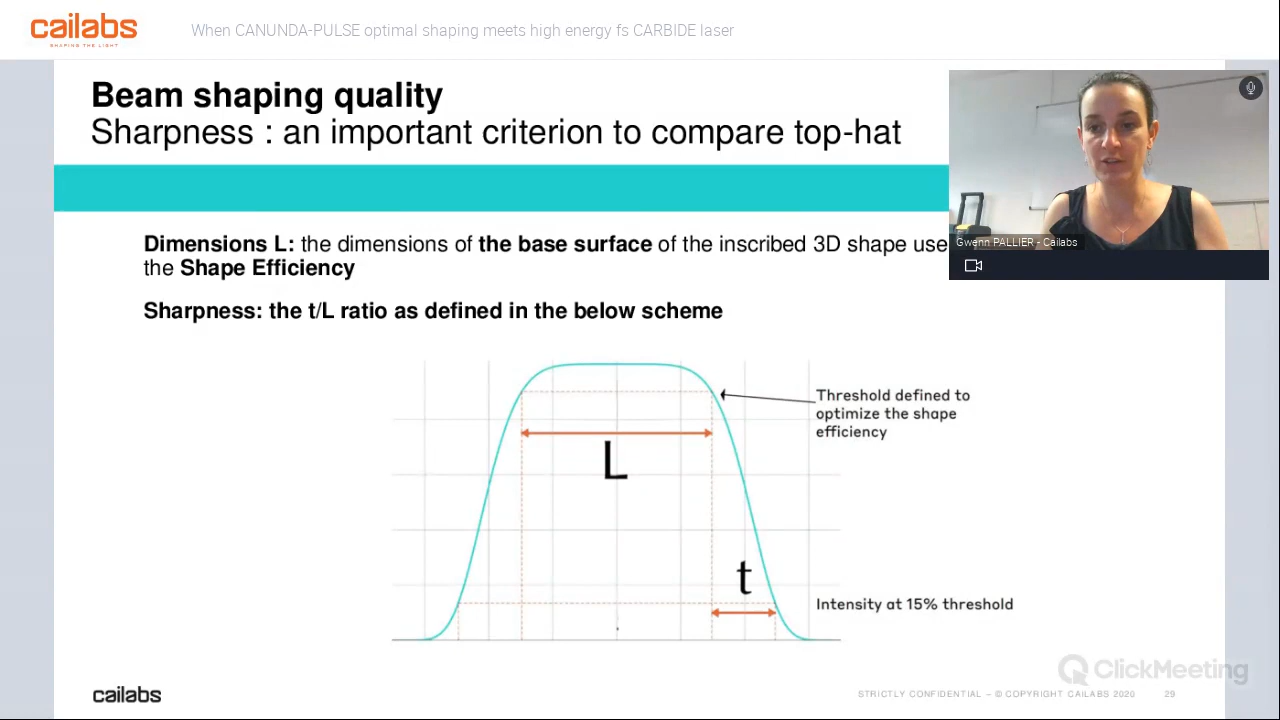 cailabs
SHAPING THE LIGHT
When CANUNDA-PULSE optimal shaping meets high energy fs CARBIDE laser
Beam shaping quality
Sharpness : an important criterion to compare top-hat
Gwenn PALLIER - Cailabs
Dimensions L: the dimensions of the base surface of the inscribed 3D shape use
the Shape Efficiency
Sharpness: the t/L ratio as defined in the below scheme
Threshold defined to
optimize the shape
efficiency
L
t
Intensity at 15% threshold
ClickMeeting
cailabs
STRICTLY CONFIDENTIAL – © COPYRIGHT CAILABS 2020
29